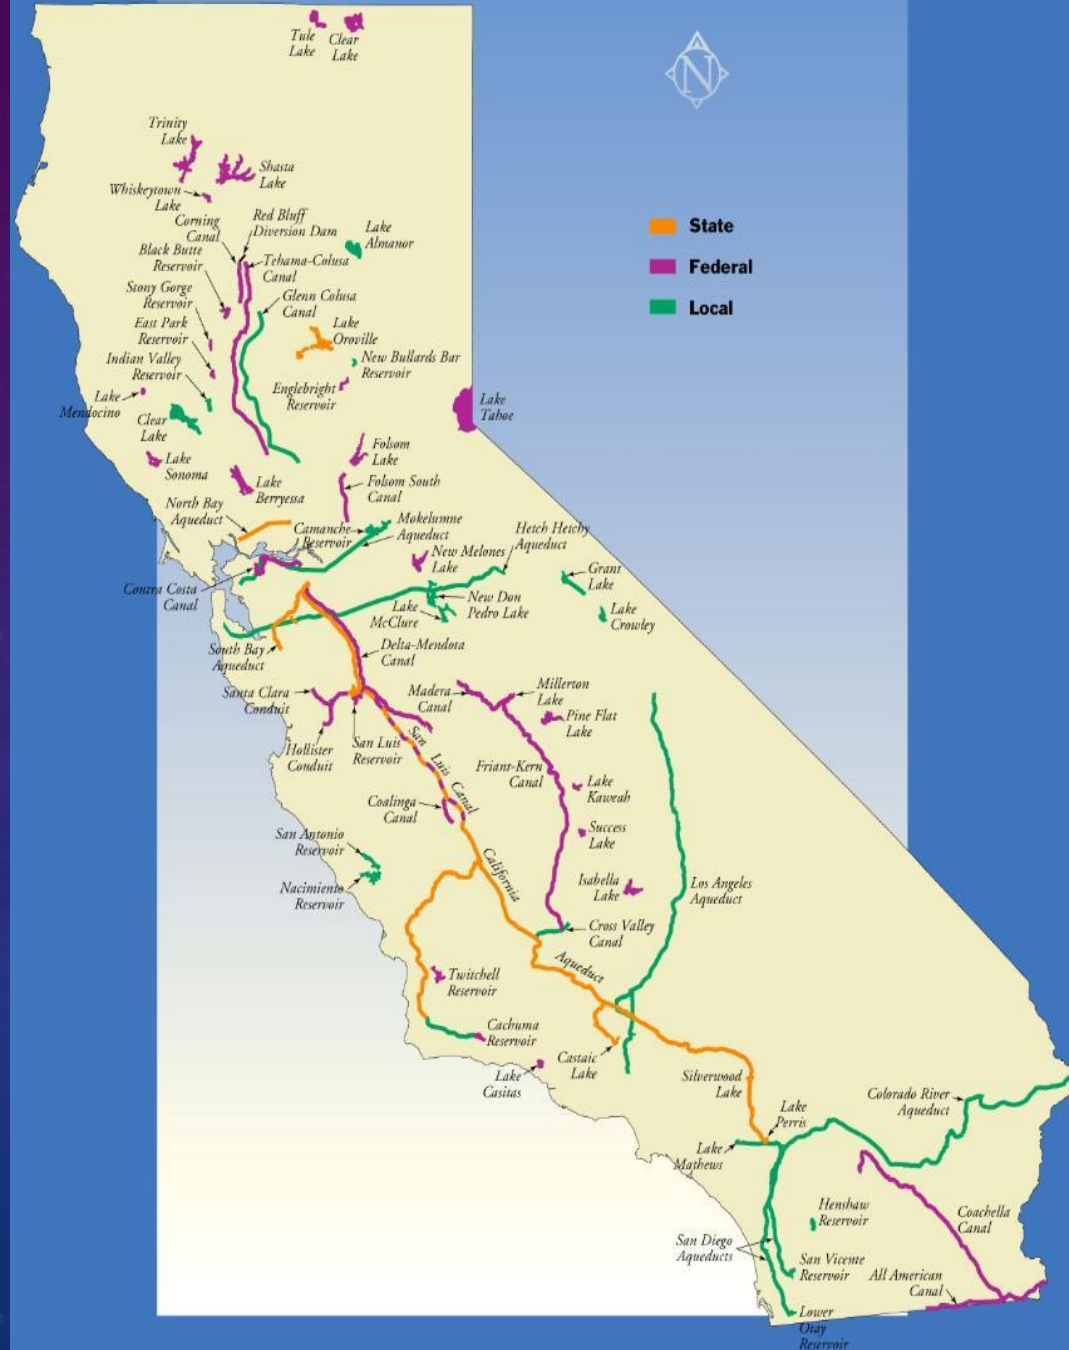 N
Tule
Lake
Clear
Lake
Trinity
Lake
Shasta
Lake
Whiskeytown
Lake
Corning
Canal
Red Bluff
Diversion Dam
Lake
Almanor
Black Butte
Reservoir
Tehama-Colusa
Canal
Stony Gorge
Reservoir
Glenn Colusa
Canal
East Park
Reservoir
Lake
Oroville
Indian Valley
Reservoir
New Bullards Bar
Reservoir
Englebright
Reservoir
Lake
Mendocino
Clear
Lake
Lake
Tahoe
State
Federal
Local
Lake
Sonoma
Folsom
Lake
Lake
Berryessa
Folsom South
Canal
North Bay
Aqueduct
Camanche
Reservoir
Mokelumne
Aqueduct
Hetch Hetchy
Aqueduct
New Melones
Lake
Contra Costa
Canal
Grant
Lake
New Don
Pedro Lake
Lake
McClure
Lake
Crowley
South Bay
Aqueduct
Delta-Mendota
Canal
Santa Clara
Conduit
Madera
Canal
Millerton
Lake
Pine Flat
Lake
Hollister
Conduit
San Luis
Reservoir
San Luis Canal
Friant-Kern
Canal
Lake
Kaweah
Coalinga
Canal
Success
Lake
San Antonio
Reservoir
Nacimiento
Reservoir
California Aqueduct
Isabella
Lake
Los Angeles
Aqueduct
Cross Valley
Canal
Twitchell
Reservoir
Cachuma
Reservoir
Castaic
Lake
Lake
Casitas
Silverwood
Lake
Lake
Perris
Colorado River
Aqueduct
Lake
Mathews
Henshaw
Reservoir
Coachella
Canal
San Diego
Aqueducts
San Vicente
Reservoir
All American
Canal
Lower
Otay
Reservoir